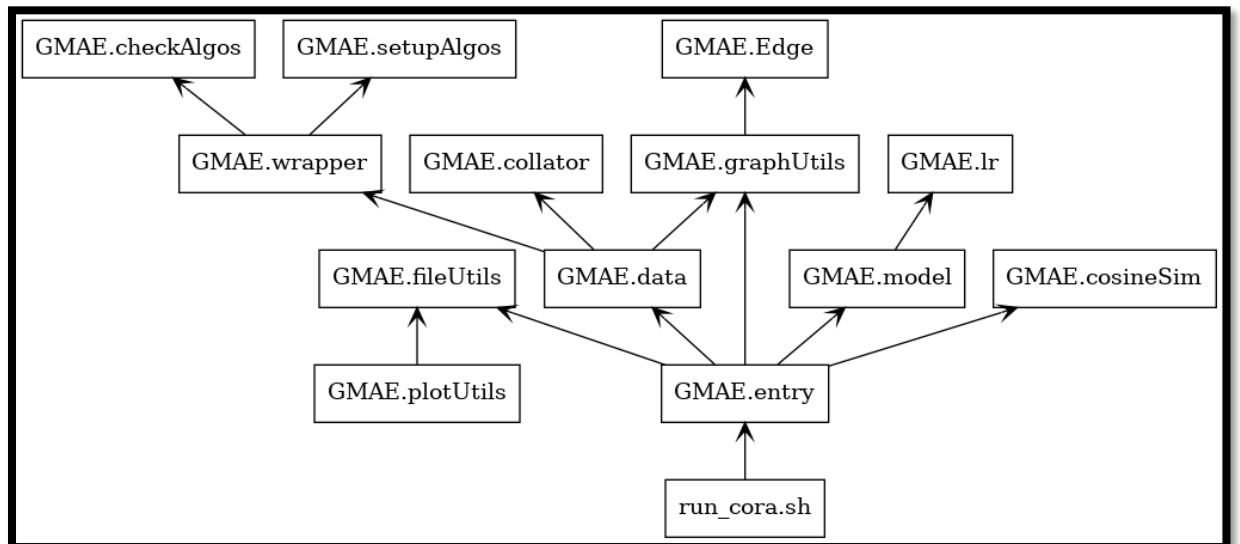 GMAE.checkAlgos
GMAE.setupAlgos
GMAE.Edge
GMAE.wrapper
GMAE.collator
GMAE.graphUtils
GMAE.lr
GMAE.fileUtils
GMAE.data
GMAE.model
GMAE.cosineSim
GMAE.plotUtils
GMAE.entry
run_cora.sh